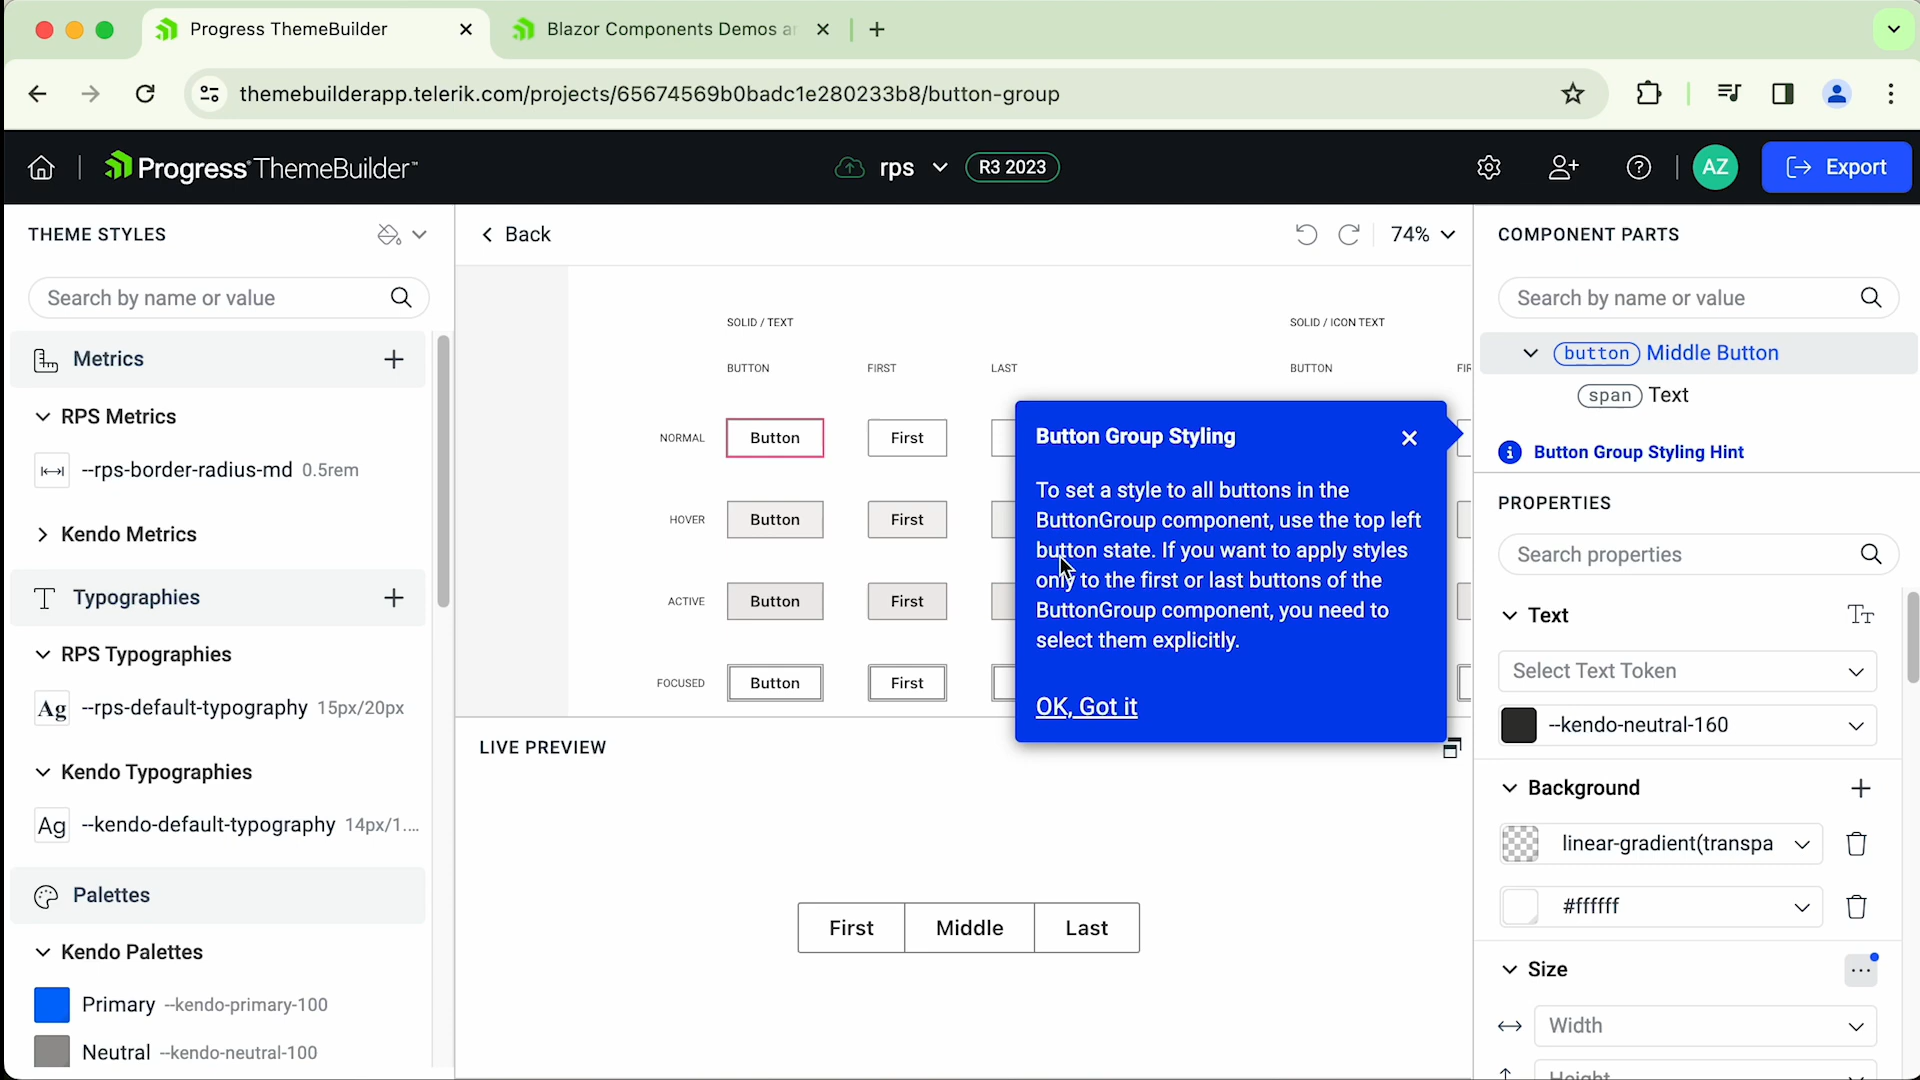 Progress ThemeBuilder
Blazor Components Demos ar
themebuilderapp.telerik.com/projects/65674569b0badc1e280233b8/button-group
Progress ThemeBuilder™
rps
R3 2023
AZ
Export
THEME STYLES
Search by name or value
Metrics
RPS Metrics
--rps-border-radius-md 0.5rem
Kendo Metrics
Typographies
RPS Typographies
Ag --rps-default-typography 15px/20px
Kendo Typographies
Ag --kendo-default-typography 14px/1....
Palettes
Kendo Palettes
Primary --kendo-primary-100
Neutral --kendo-neutral-100
Back
74%
SOLID / TEXT
SOLID / ICON TEXT
BUTTON FIRST LAST
BUTTON FIR
NORMAL Button First
HOVER Button First
ACTIVE Button First
FOCUSED Button First
Button Group Styling
To set a style to all buttons in the
ButtonGroup component, use the top left
button state. If you want to apply styles
only to the first or last buttons of the
ButtonGroup component, you need to
select them explicitly.
OK, Got it
LIVE PREVIEW
First Middle Last
COMPONENT PARTS
Search by name or value
button Middle Button
span Text
Button Group Styling Hint
PROPERTIES
Search properties
Text
Select Text Token
--kendo-neutral-160
Background
linear-gradient(transpa
#ffffff
Size
Width
Height